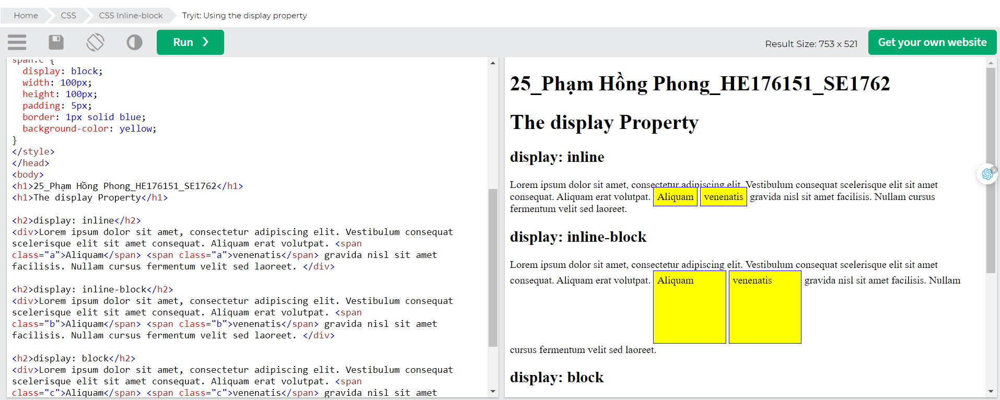 Home CSS CSS Inline-block Tryit: Using the display property
Run ❯ Result Size: 753 x 521 Get your own website
span.c {
  display: block;
  width: 100px;
  height: 100px;
  padding: 5px;
  border: 1px solid blue;
  background-color: yellow;
}
</style>
</head>
<body>
<h1>25_Phạm Hồng Phong_HE176151_SE1762</h1>
<h1>The display Property</h1>
<h2>display: inline</h2>
<div>Lorem ipsum dolor sit amet, consectetur adipiscing elit. Vestibulum consequat
scelerisque elit sit amet consequat. Aliquam erat volutpat. <span
class="a">Aliquam</span> <span class="a">venenatis</span> gravida nisl sit amet
facilisis. Nullam cursus fermentum velit sed laoreet. </div>
<h2>display: inline-block</h2>
<div>Lorem ipsum dolor sit amet, consectetur adipiscing elit. Vestibulum consequat
scelerisque elit sit amet consequat. Aliquam erat volutpat. <span
class="b">Aliquam</span> <span class="b">venenatis</span> gravida nisl sit amet
facilisis. Nullam cursus fermentum velit sed laoreet. </div>
<h2>display: block</h2>
<div>Lorem ipsum dolor sit amet, consectetur adipiscing elit. Vestibulum consequat
scelerisque elit sit amet consequat. Aliquam erat volutpat. <span
class="c">Aliquam</span> <span class="c">venenatis</span> gravida nisl sit amet
25_Phạm Hồng Phong_HE176151_SE1762
The display Property
display: inline
Lorem ipsum dolor sit amet, consectetur adipiscing elit. Vestibulum consequat scelerisque elit sit amet
consequat. Aliquam erat volutpat. Aliquam venenatis gravida nisl sit amet facilisis. Nullam cursus
fermentum velit sed laoreet.
display: inline-block
Lorem ipsum dolor sit amet, consectetur adipiscing elit. Vestibulum consequat scelerisque elit sit amet
consequat. Aliquam erat volutpat. Aliquam venenatis gravida nisl sit amet facilisis. Nullam
cursus fermentum velit sed laoreet.
display: block